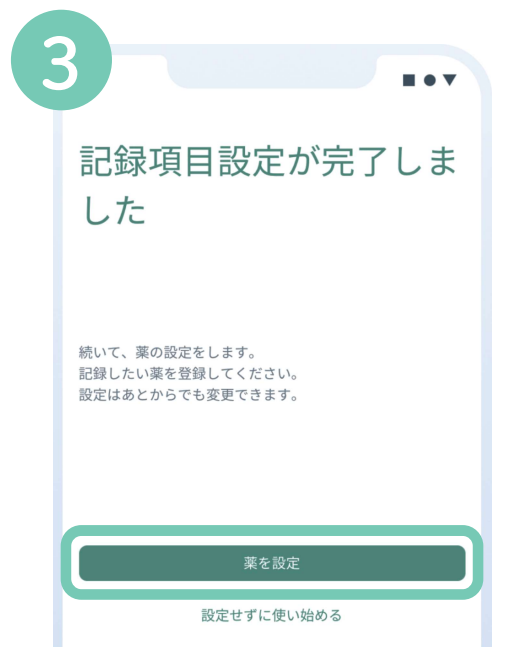 3
記録項目設定が完了しま
した
続いて、薬の設定をします。
記録したい薬を登録してください。
設定はあとからでも変更できます。
薬を設定
設定せずに使い始める